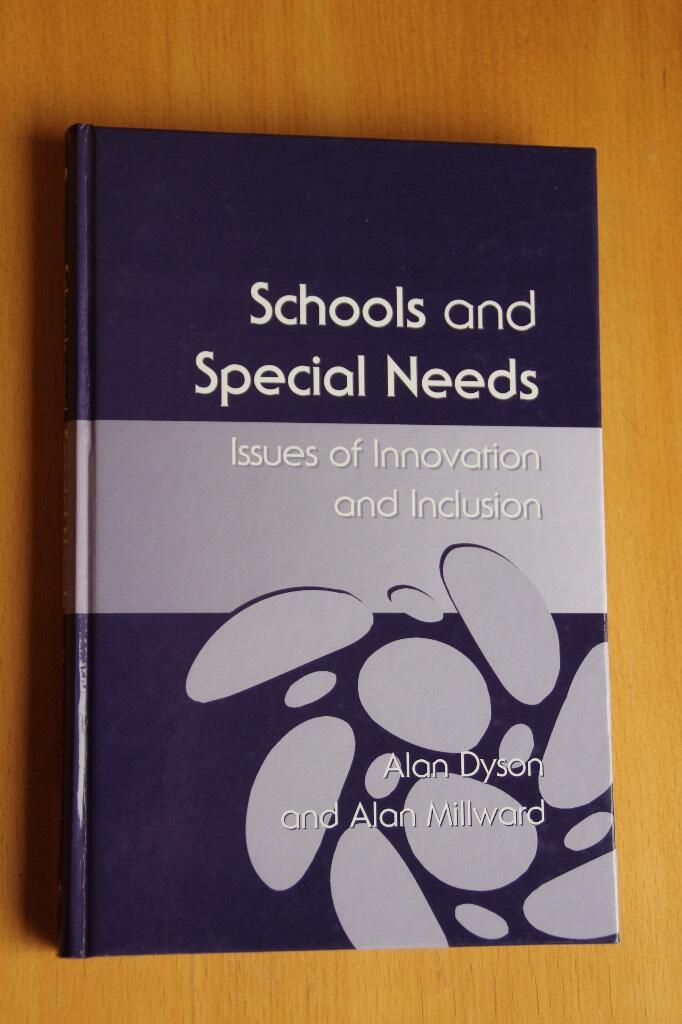 Schools and
Special Needs
Issues of Innovation
and Inclusion
Alan Dyson
and Alan Millward